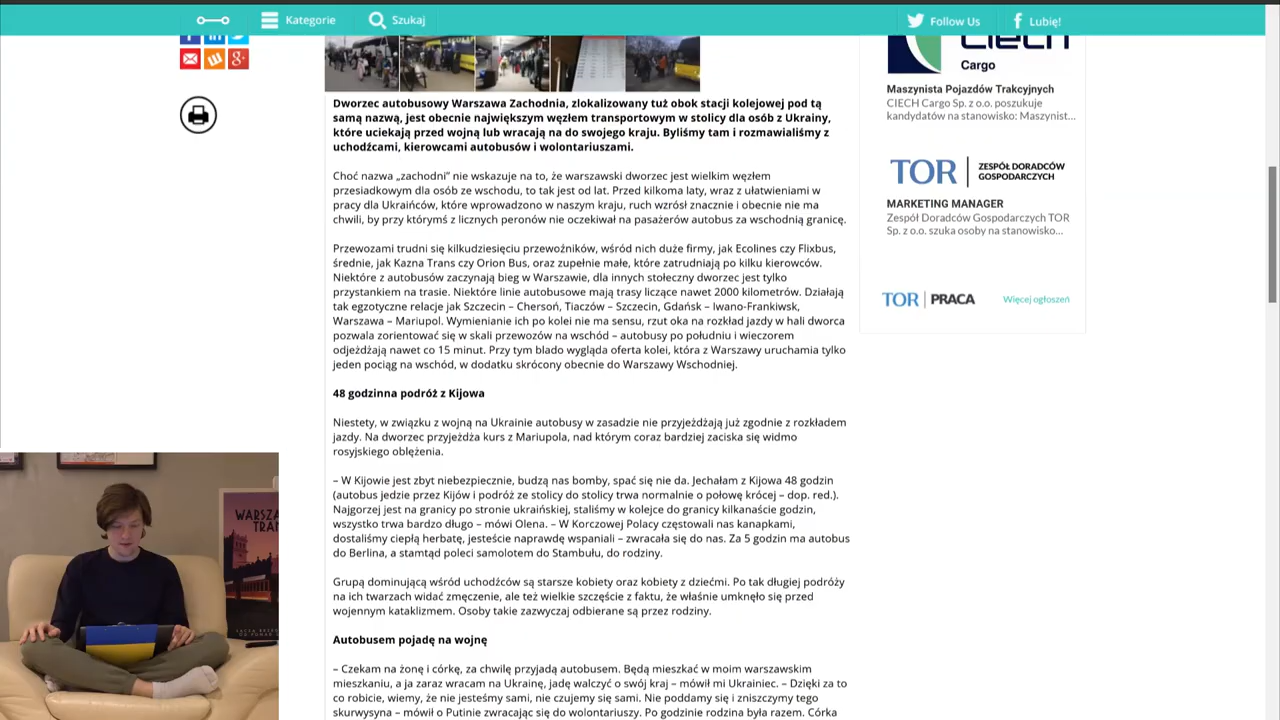 Kategorie
Szukaj
Follow Us
Lubię!
Dworzec autobusowy Warszawa Zachodnia, zlokalizowany tuż obok stacji kolejowej pod tą
samą nazwą, jest obecnie największym węzłem transportowym w stolicy dla osób z Ukrainy,
które uciekają przed wojną lub wracają na do swojego kraju. Byliśmy tam i rozmawialiśmy z
uchodźcami, kierowcami autobusów i wolontariuszami.
Choć nazwa „zachodni” nie wskazuje na to, że warszawski dworzec jest wielkim węzłem
przesiadkowym dla osób ze wschodu, to tak jest od lat. Przed kilkoma laty, wraz z ułatwieniami w
pracy dla Ukraińców, które wprowadzono w naszym kraju, ruch wzrósł znacznie i obecnie nie ma
chwili, by przy którymś z licznych peronów nie oczekiwał na pasażerów autobus za wschodnią granicę.
Przewozami trudni się kilkudziesięciu przewoźników, wśród nich duże firmy, jak Ecolines czy Flixbus,
średnie, jak Kazna Trans czy Orion Bus, oraz zupełnie małe, które zatrudniają po kilku kierowców.
Niektóre z autobusów zaczynają bieg w Warszawie, dla innych stołeczny dworzec jest tylko
przystankiem na trasie. Niektóre linie autobusowe mają trasy liczące nawet 2000 kilometrów. Działają
tak egzotyczne relacje jak Szczecin – Chersoń, Tiaczów – Szczecin, Gdańsk – Iwano-Frankiwsk,
Warszawa – Mariupol. Wymienianie ich po kolei nie ma sensu, rzut oka na rozkład jazdy w hali dworca
pozwala zorientować się w skali przewozów na wschód – autobusy po południu i wieczorem
odjeżdżają nawet co 15 minut. Przy tym blado wygląda oferta kolei, która z Warszawy uruchamia tylko
jeden pociąg na wschód, w dodatku skrócony obecnie do Warszawy Wschodniej.
48 godzinna podróż z Kijowa
Niestety, w związku z wojną na Ukrainie autobusy w zasadzie nie przyjeżdżają już zgodnie z rozkładem
jazdy. Na dworzec przyjeżdża kurs z Mariupola, nad którym coraz bardziej zaciska się widmo
rosyjskiego oblężenia.
– W Kijowie jest zbyt niebezpiecznie, budzą nas bomby, spać się nie da. Jechałam z Kijowa 48 godzin
(autobus jedzie przez Kijów i podróż ze stolicy do stolicy trwa normalnie o połowę krócej – dop. red.).
Najgorzej jest na granicy po stronie ukraińskiej, staliśmy w kolejce do granicy kilkanaście godzin,
wszystko trwa bardzo długo – mówi Olena. – W Korczowej Polacy częstowali nas kanapkami,
dostaliśmy ciepłą herbatę, jesteście naprawdę wspaniali – zwracała się do nas. Za 5 godzin ma autobus
do Berlina, a stamtąd poleci samolotem do Stambułu, do rodziny.
Grupą dominującą wśród uchodźców są starsze kobiety oraz kobiety z dziećmi. Po tak długiej podróży
na ich twarzach widać zmęczenie, ale też wielkie szczęście z faktu, że właśnie umknęło się przed
wojennym kataklizmem. Osoby takie zazwyczaj odbierane są przez rodziny.
Autobusem pojadę na wojnę
– Czekam na żonę i córkę, za chwilę przyjadą autobusem. Będą mieszkać w moim warszawskim
mieszkaniu, a ja zaraz wracam na Ukrainę, jadę walczyć o swój kraj – mówił mi Ukrainiec. – Dzięki za to
co robicie, wiemy, że nie jesteśmy sami, nie czujemy się sami. Nie poddamy się i zniszczymy tego
skurwysyna – mówił o Putinie zwracając się do wolontariuszy. Po godzinie rodzina była razem. Córka
CIECH
Cargo
Maszynista Pojazdów Trakcyjnych
CIECH Cargo Sp. z o.o. poszukuje
kandydatów na stanowisko: Maszynist...
TOR
ZESPÓŁ DORADCÓW
GOSPODARCZYCH
MARKETING MANAGER
Zespół Doradców Gospodarczych TOR
Sp. z o.o. szuka osoby na stanowisko...
TOR PRACA
Więcej ogłoszeń
WARSZA
TRAN